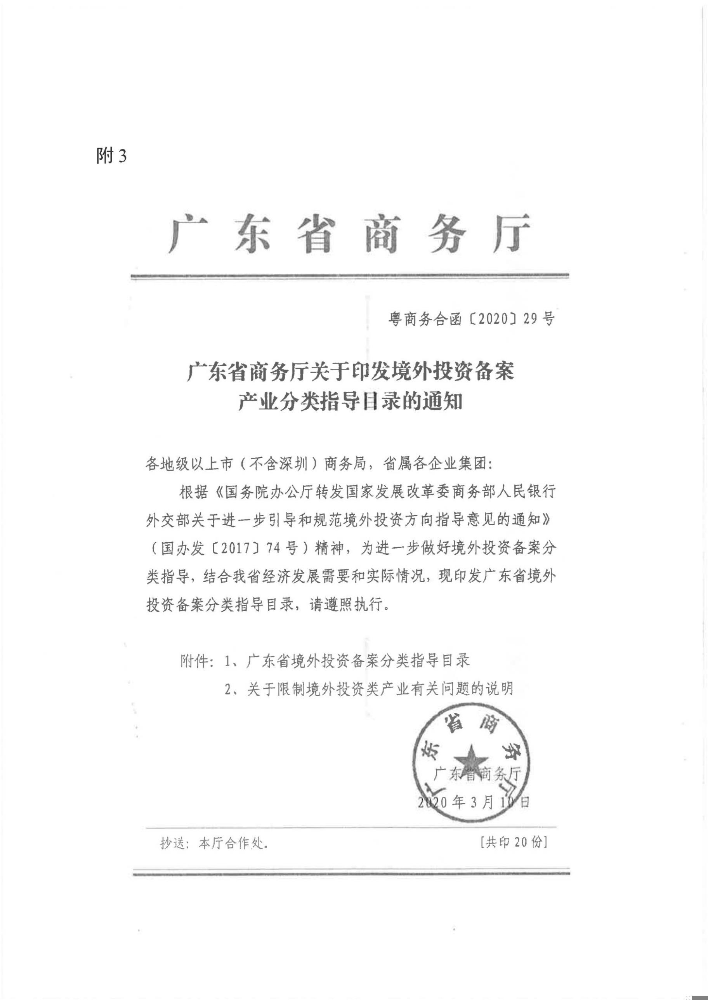 附 3
广东省商务厅
粤商务合函〔2020〕29 号
广东省商务厅关于印发境外投资备案
产业分类指导目录的通知
各地级以上市（不含深圳）商务局，省属各企业集团：
根据《国务院办公厅转发国家发展改革委商务部人民银行
外交部关于进一步引导和规范境外投资方向指导意见的通知》
（国办发〔2017〕74 号）精神，为进一步做好境外投资备案分
类指导，结合我省经济发展需要和实际情况，现印发广东省境外
投资备案分类指导目录，请遵照执行。
附件：1、广东省境外投资备案分类指导目录
2、关于限制境外投资类产业有关问题的说明
广东省商务厅
广东省商务厅
2020 年 3 月 10 日
抄送：本厅合作处。
[共印 20 份]